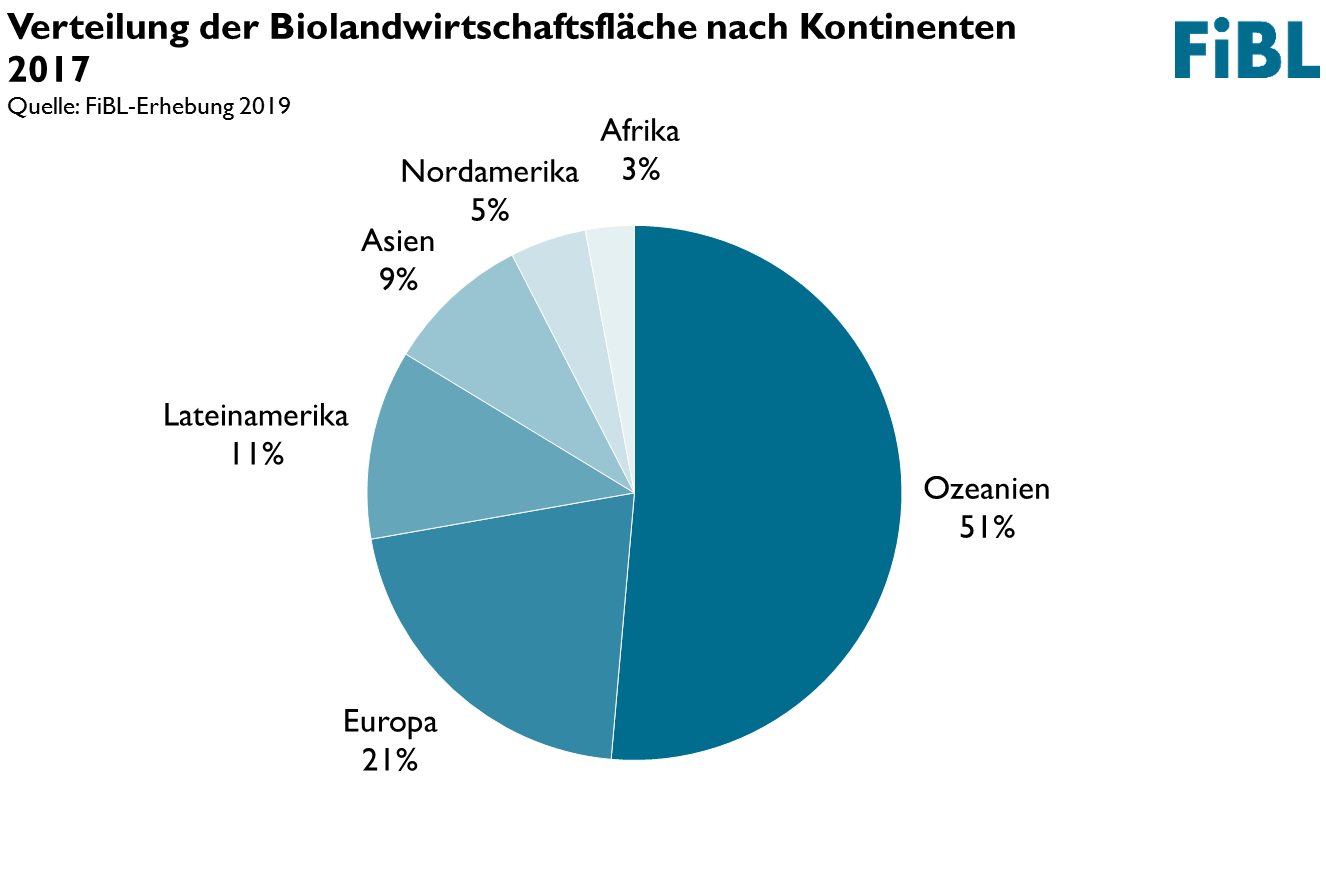 Verteilung der Biolandwirtschaftsfläche nach Kontinenten
2017
Quelle: FiBL-Erhebung 2019
FiBL
Afrika
3%
Nordamerika
5%
Asien
9%
Lateinamerika
11%
Ozeanien
51%
Europa
21%